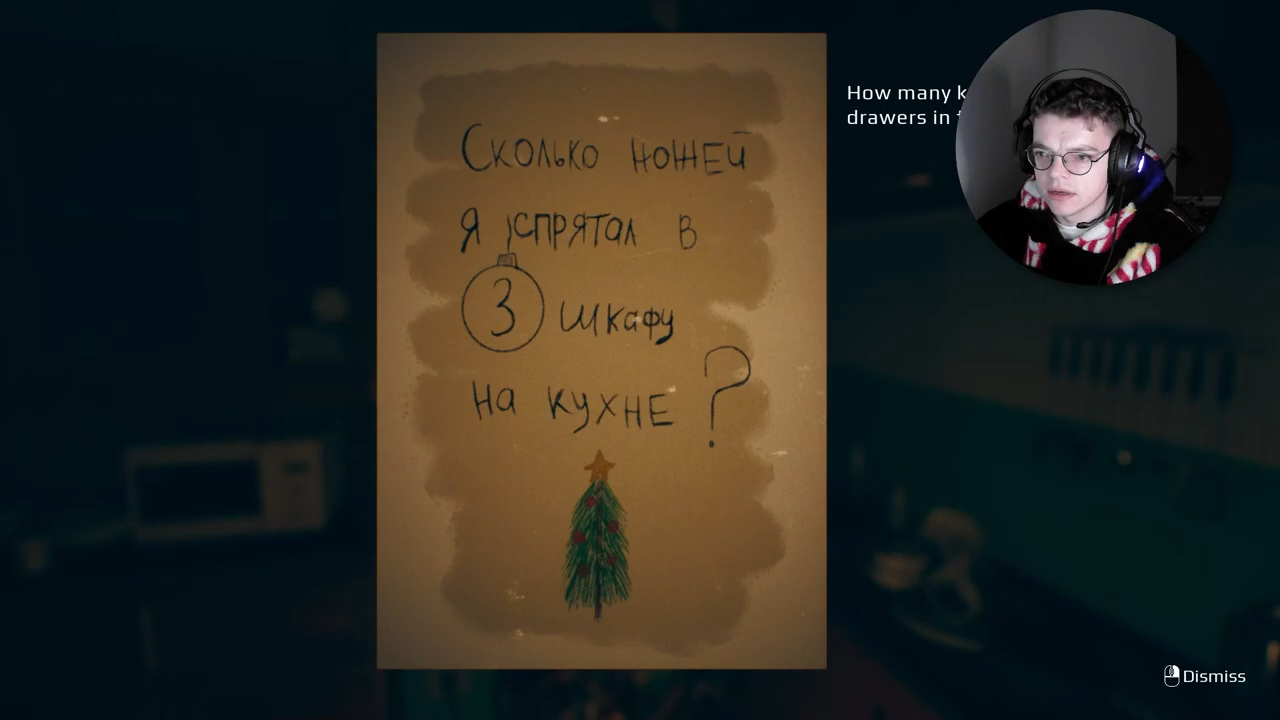 Сколько ножей
я спрятал в
3 шкафу
на кухне?
How many
drawers in
Dismiss